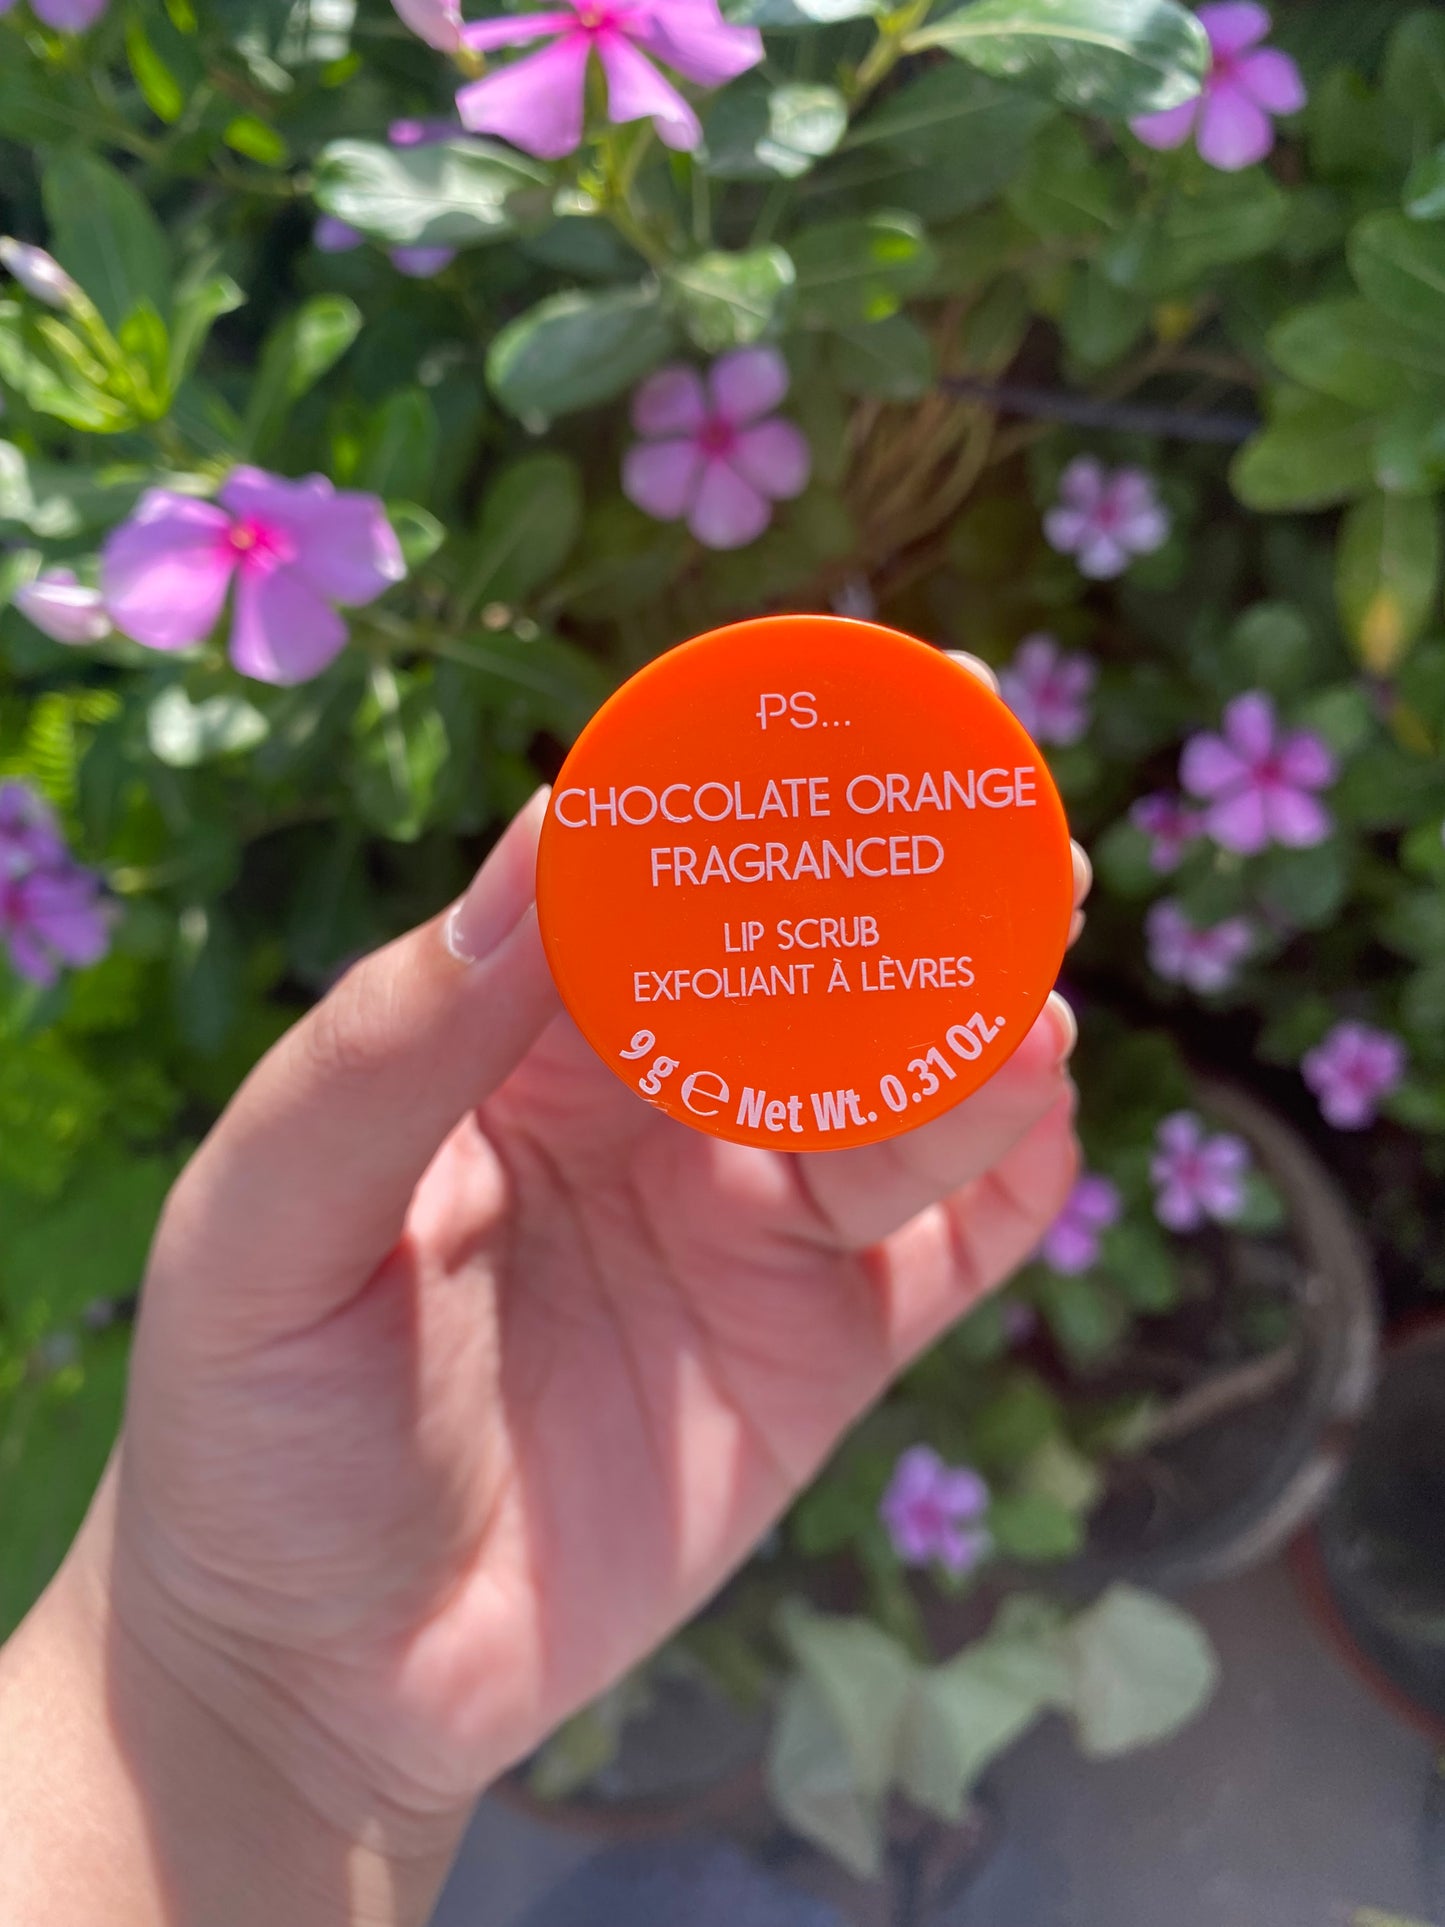 PS...
CHOCOLATE ORANGE
FRAGRANCED
LIP SCRUB
EXFOLIANT À LÈVRES
9 g ℮ Net Wt. 0.31 Oz.